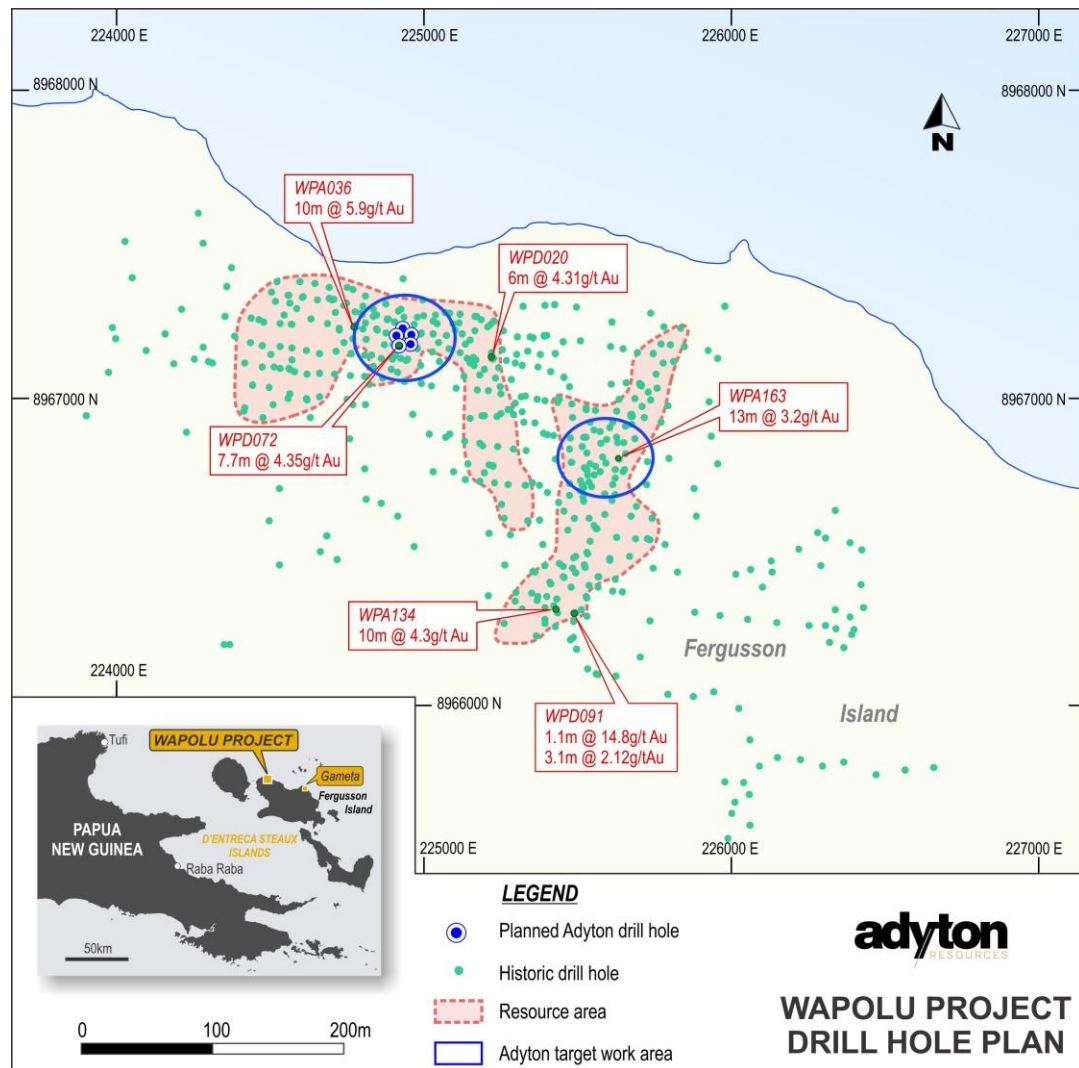 224000 E
225000 E
226000 E
227000 E
8968000 N
8968000 N
N
WPA036
10m @ 5.9g/t Au
WPD020
6m @ 4.31g/t Au
8967000 N
8967000 N
WPA163
13m @ 3.2g/t Au
WPD072
7.7m @ 4.35g/t Au
WPA134
10m @ 4.3g/t Au
Fergusson
Island
224000 E
8966000 N
WPD091
1.1m @ 14.8g/t Au
3.1m @ 2.12g/tAu
Tufi
WAPOLU PROJECT
Gameta
Fergusson
Island
PAPUA
NEW GUINEA
D'ENTRECA STEAUX
ISLANDS
Raba Raba
50km
225000 E
226000 E
227000 E
LEGEND
Planned Adyton drill hole
Historic drill hole
Resource area
Adyton target work area
0 100 200m
adyton
RESOURCES
WAPOLU PROJECT
DRILL HOLE PLAN